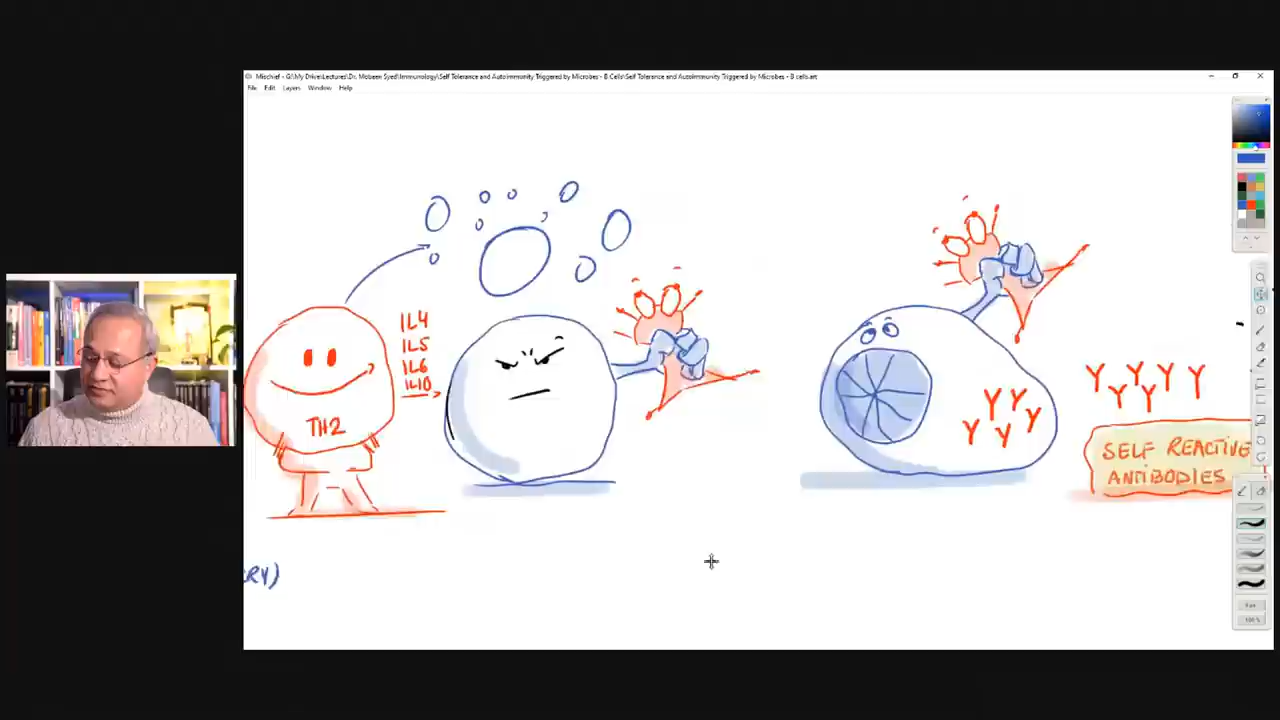 Mischief - G:\My Drive\Lectures\Dr. Mobeen Syed\Immunology\Self Tolerance and Autoimmunity Triggered by Microbes - B Cells\Self Tolerance and Autoimmunity Triggered by Microbes - B cells.art
File Edit Layers Window Help
IL4
IL5
IL6
IL10
TH2
Y Y Y Y Y Y
Y Y Y Y Y Y
SELF REACTIVE
ANTIBODIES
RY)
100 %